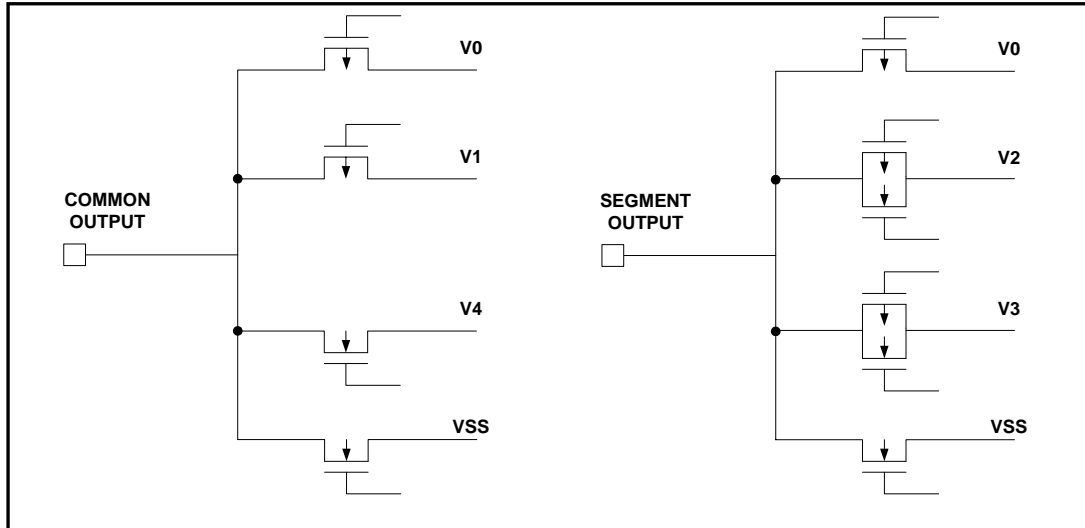 V0
V1
COMMON
OUTPUT
V4
VSS
V0
V2
SEGMENT
OUTPUT
V3
VSS